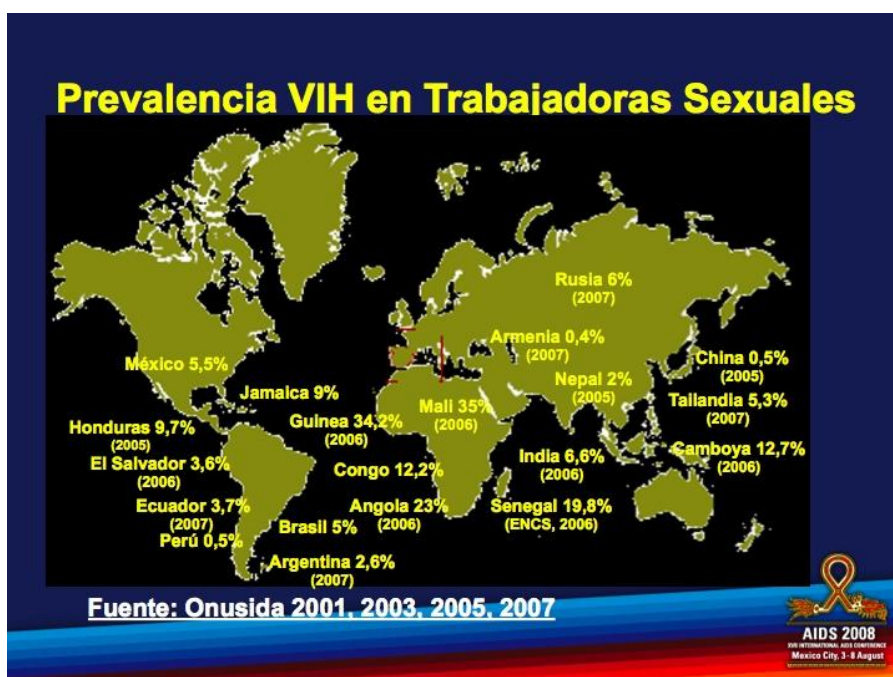 Prevalencia VIH en Trabajadoras Sexuales
Rusia 6%
(2007)
Armenia 0,4%
(2007)
China 0,5%
(2005)
México 5,5%
Nepal 2%
(2005)
Jamaica 9%
Mali 35%
(2006)
Tailandia 5,3%
(2007)
Guinea 34,2%
(2006)
Honduras 9,7%
(2005)
Camboya 12,7%
(2006)
India 6,6%
(2006)
El Salvador 3,6%
(2006)
Congo 12,2%
Ecuador 3,7%
(2007)
Angola 23%
(2006)
Senegal 19,8%
(ENCS, 2006)
Brasil 5%
Perú 0,5%
Argentina 2,6%
(2007)
Fuente: Onusida 2001, 2003, 2005, 2007
AIDS 2008
XVII INTERNATIONAL AIDS CONFERENCE
Mexico City, 3-8 August